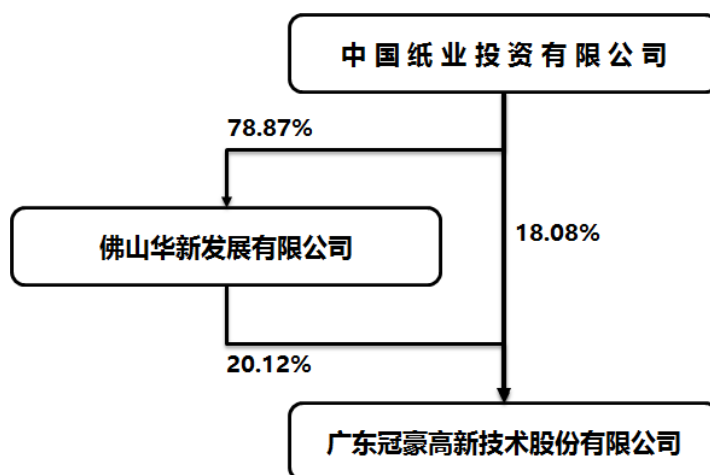 中国纸业投资有限公司
78.87%
佛山华新发展有限公司
18.08%
20.12%
广东冠豪高新技术股份有限公司